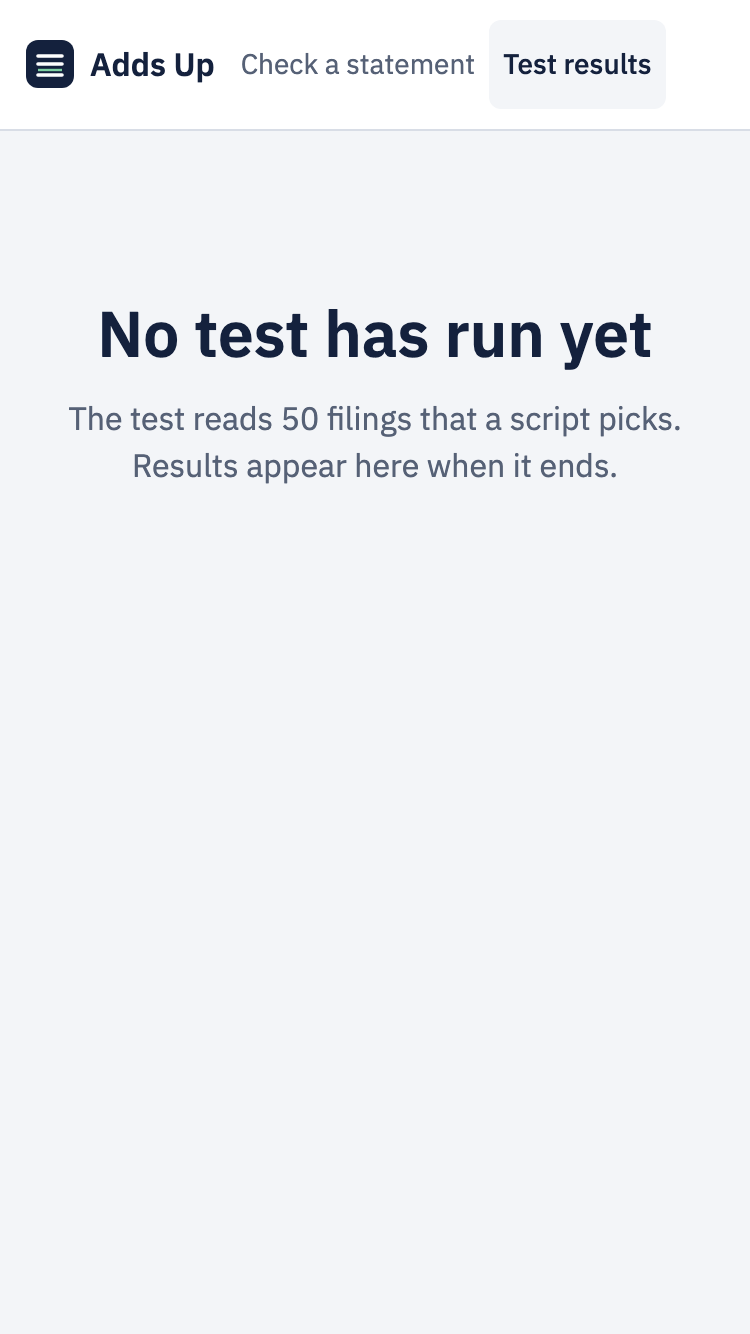 Adds Up Check a statement Test results
No test has run yet
The test reads 50 filings that a script picks.
Results appear here when it ends.